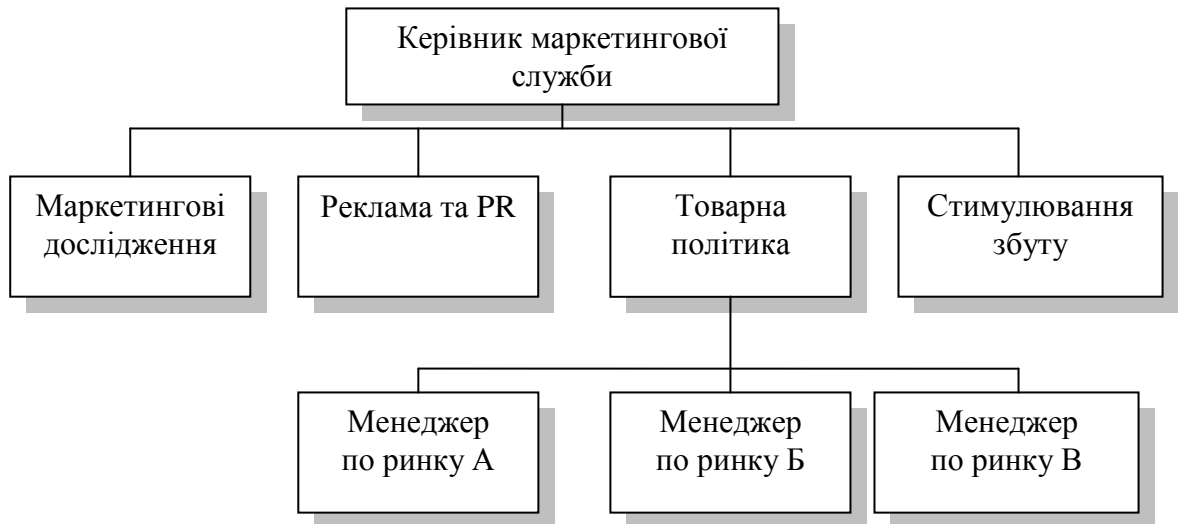 Керівник маркетингової
служби
Маркетингові
дослідження
Реклама та PR
Товарна
політика
Стимулювання
збуту
Менеджер
по ринку А
Менеджер
по ринку Б
Менеджер
по ринку В